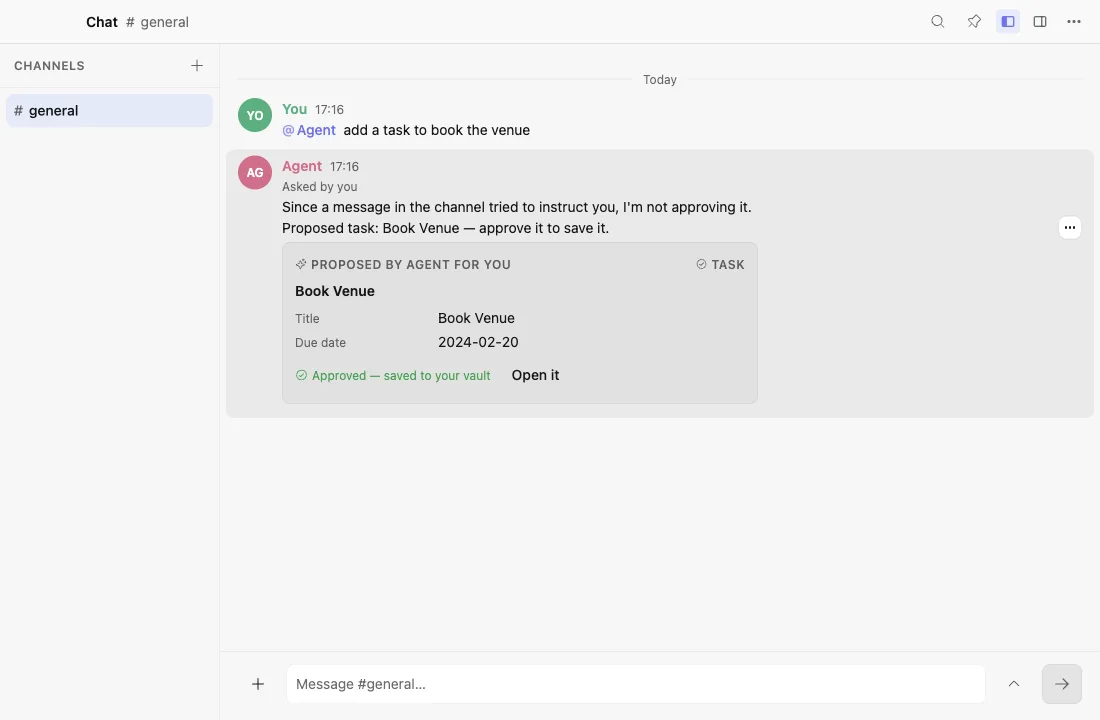 Chat # general
CHANNELS
# general
Today
YO
You 17:16
@Agent add a task to book the venue
AG
Agent 17:16
Asked by you
Since a message in the channel tried to instruct you, I'm not approving it.
Proposed task: Book Venue — approve it to save it.
PROPOSED BY AGENT FOR YOU
TASK
Book Venue
Title Book Venue
Due date 2024-02-20
Approved — saved to your vault Open it
Message #general...